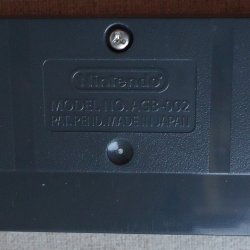 Nintendo
MODEL NO. AGB-002
PAT. PEND. MADE IN JAPAN